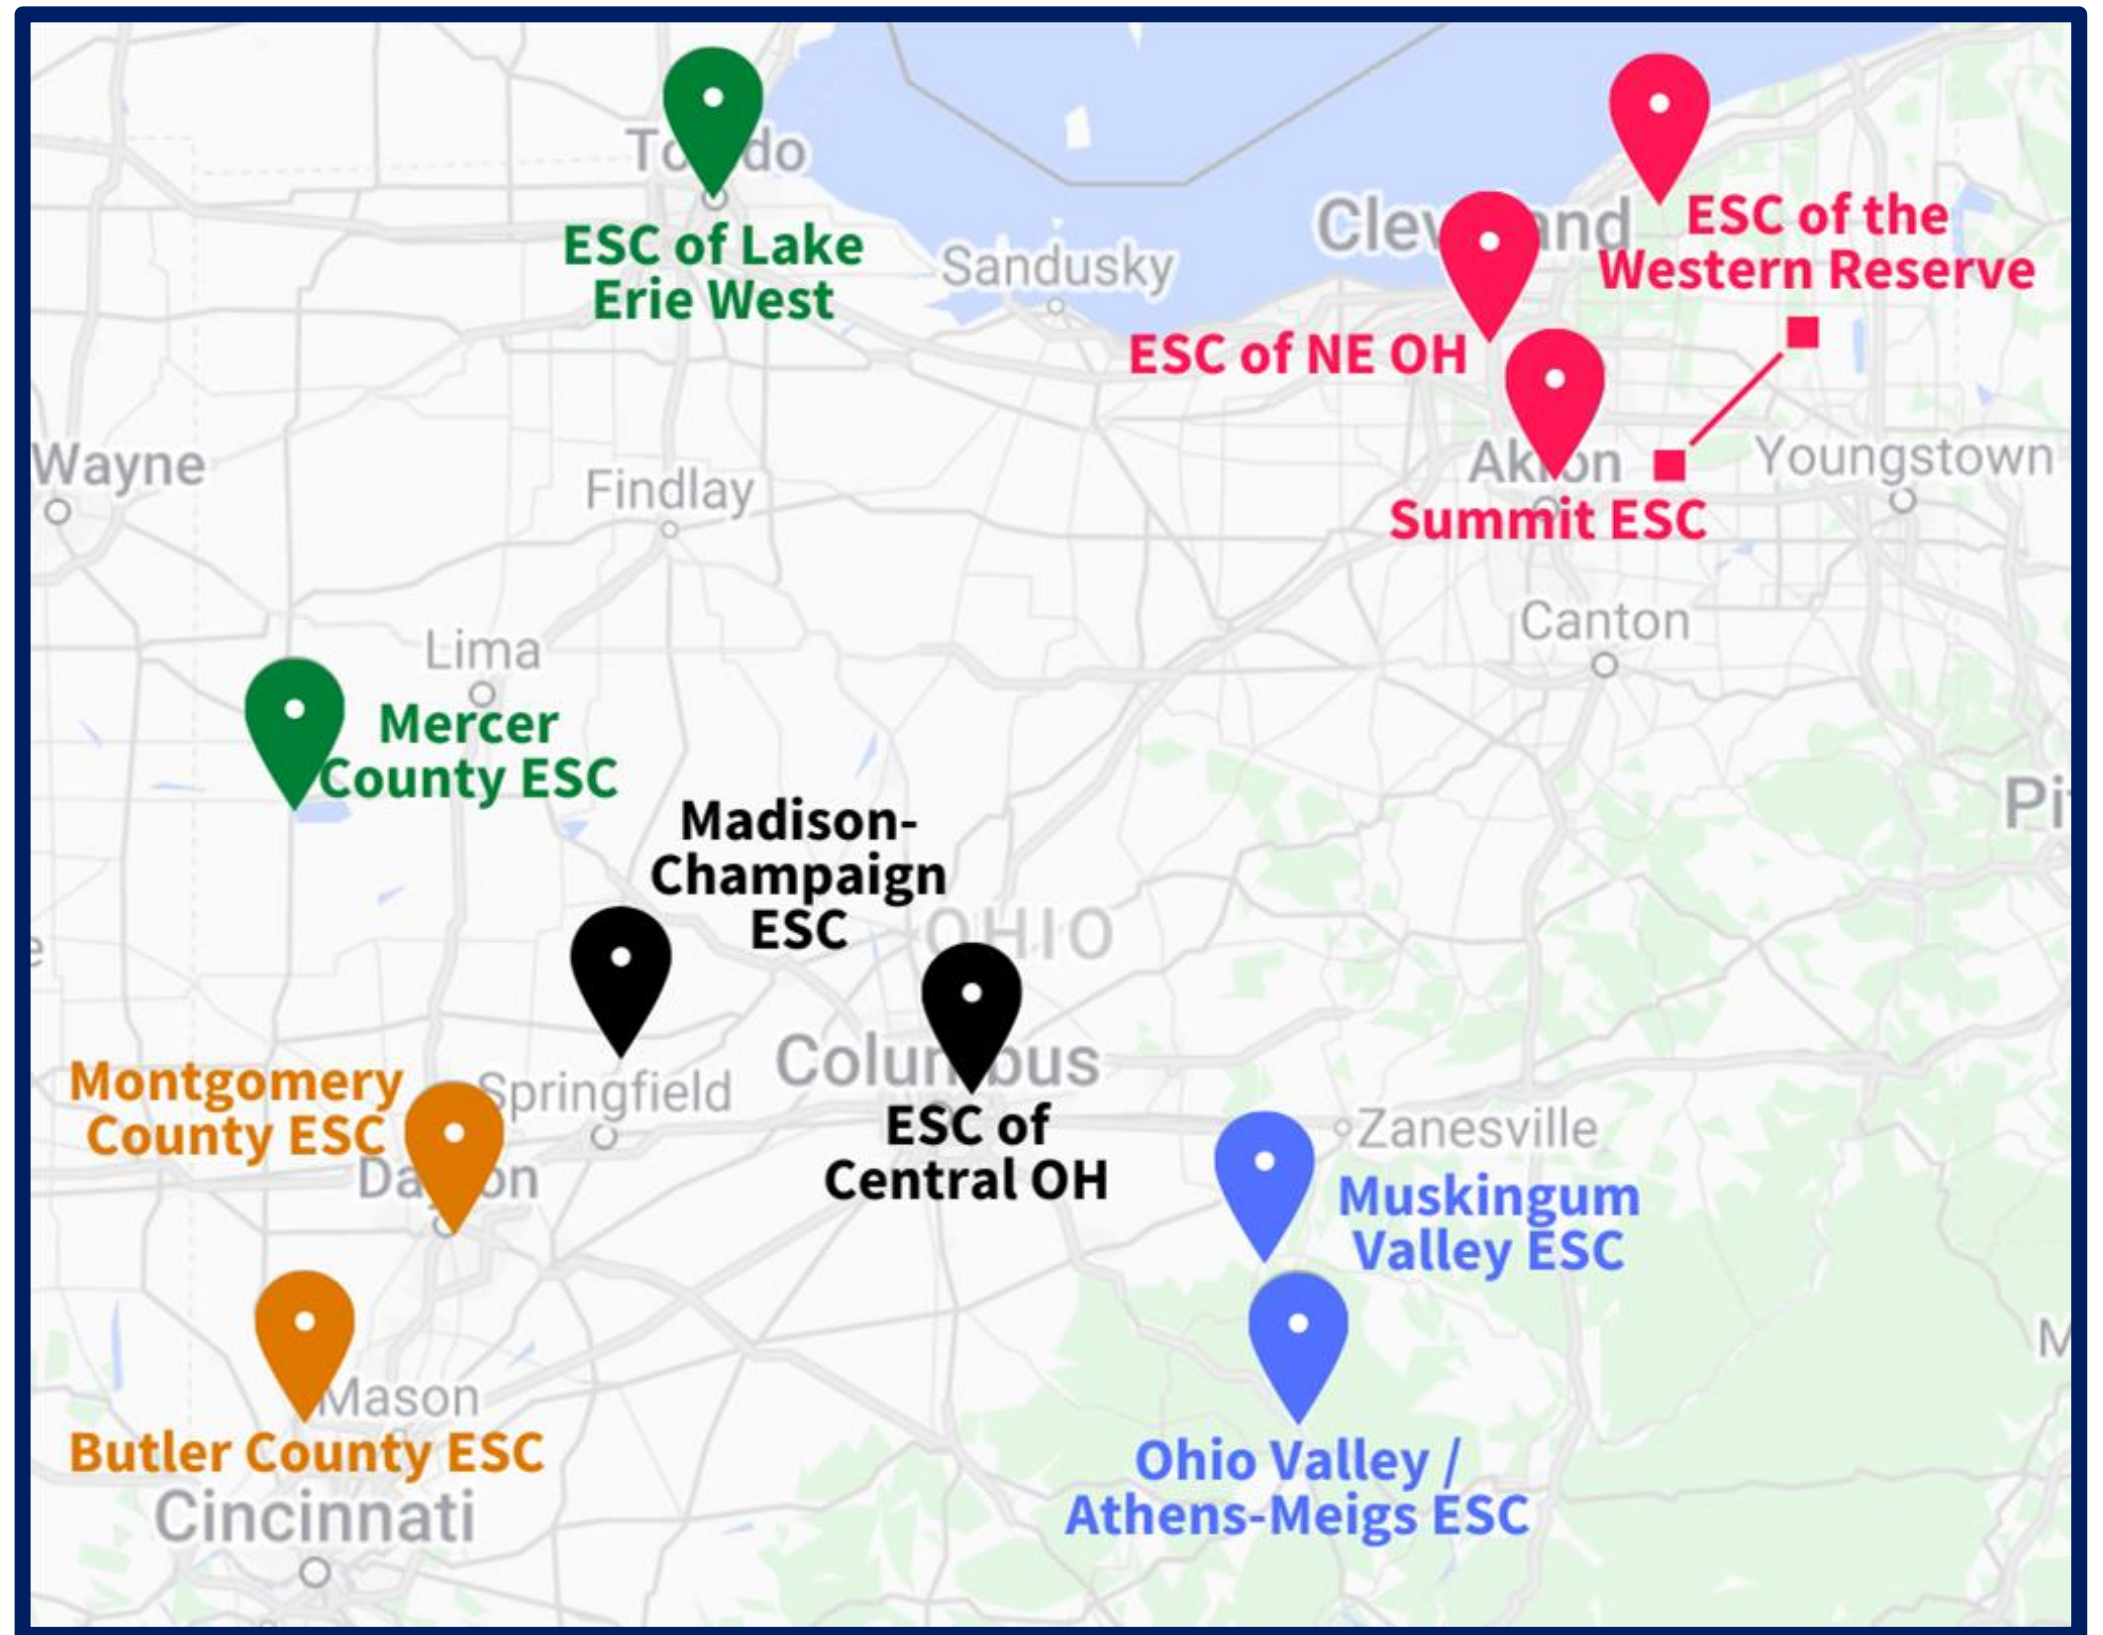 Toledo
ESC of Lake
Erie West
Sandusky
Cleveland
ESC of the
Western Reserve
ESC of NE OH
Wayne
Findlay
Akron
Youngstown
Summit ESC
Canton
Lima
Mercer
County ESC
Pi
Madison-
Champaign
ESC
OHIO
Columbus
ESC of
Central OH
Montgomery
County ESC
Springfield
Dayton
Zanesville
Muskingum
Valley ESC
M
Mason
Butler County ESC
Cincinnati
Ohio Valley /
Athens-Meigs ESC